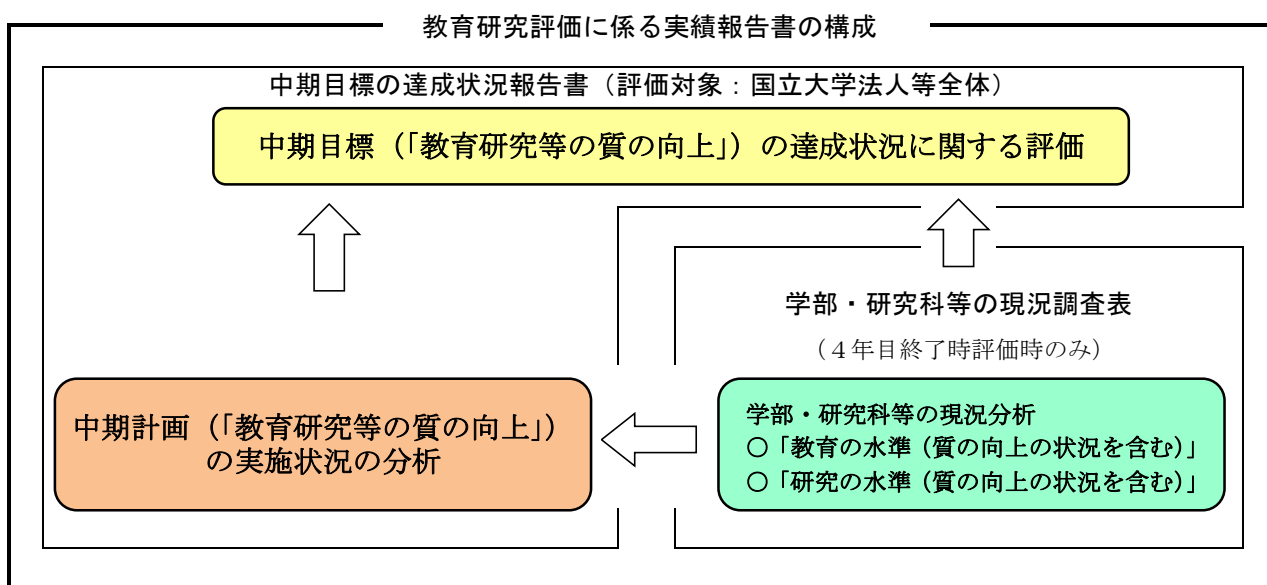 教育研究評価に係る実績報告書の構成
中期目標の達成状況報告書（評価対象：国立大学法人等全体）
中期目標（「教育研究等の質の向上」）の達成状況に関する評価
学部・研究科等の現況調査表
（４年目終了時評価時のみ）
中期計画（「教育研究等の質の向上」）
の実施状況の分析
学部・研究科等の現況分析
○「教育の水準（質の向上の状況を含む）」
○「研究の水準（質の向上の状況を含む）」